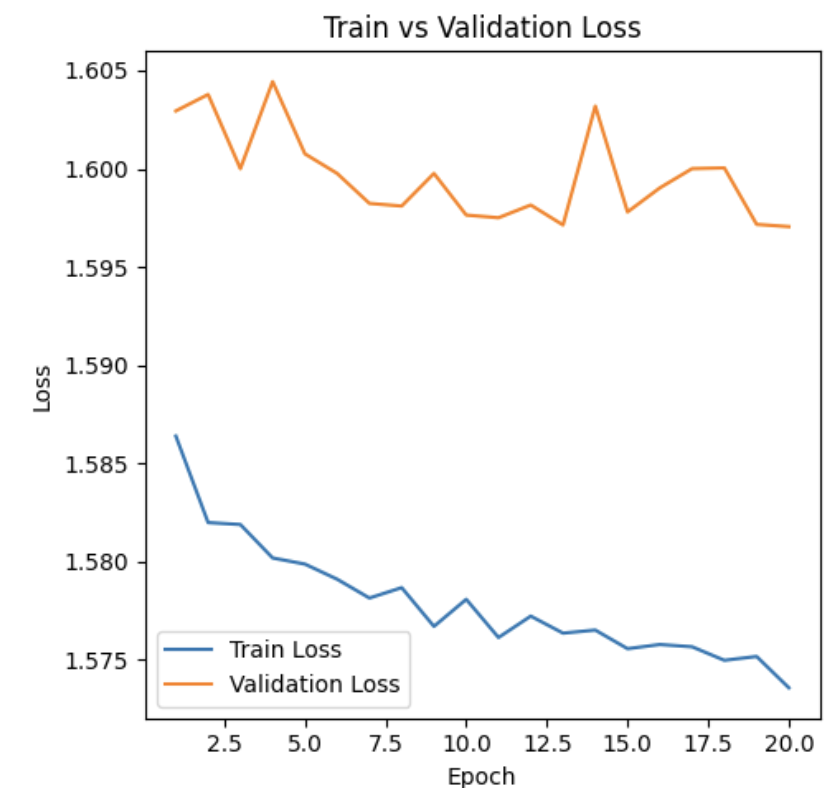 Train vs Validation Loss
1.605
1.600
1.595
1.590
1.585
1.580
1.575
Loss
Train Loss
Validation Loss
2.5 5.0 7.5 10.0 12.5 15.0 17.5 20.0
Epoch